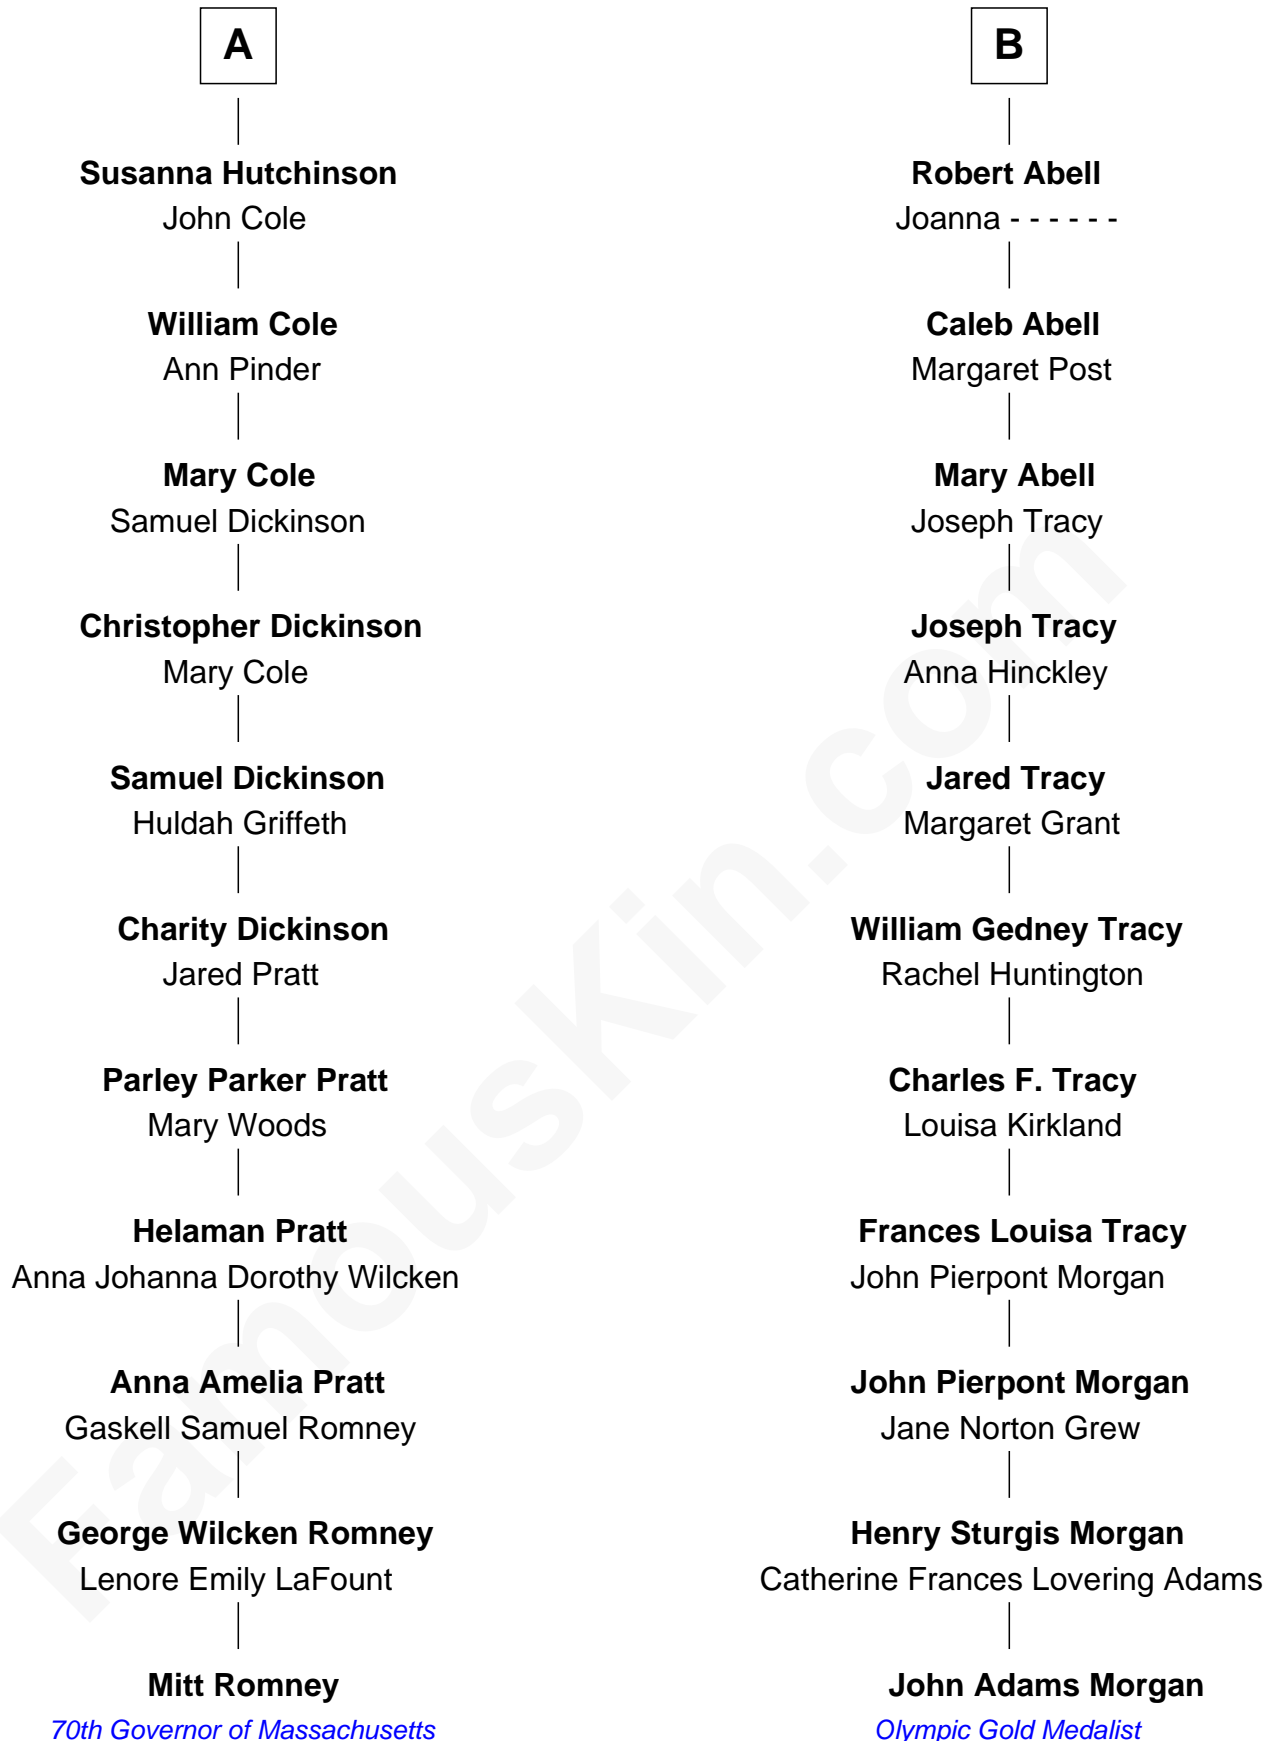 A
Susanna Hutchinson
John Cole
William Cole
Ann Pinder
Mary Cole
Samuel Dickinson
Christopher Dickinson
Mary Cole
Samuel Dickinson
Huldah Griffeth
Charity Dickinson
Jared Pratt
Parley Parker Pratt
Mary Woods
Helaman Pratt
Anna Johanna Dorothy Wilcken
Anna Amelia Pratt
Gaskell Samuel Romney
George Wilcken Romney
Lenore Emily LaFount
Mitt Romney
70th Governor of Massachusetts
B
Robert Abell
Joanna - - - - - -
Caleb Abell
Margaret Post
Mary Abell
Joseph Tracy
Joseph Tracy
Anna Hinckley
Jared Tracy
Margaret Grant
William Gedney Tracy
Rachel Huntington
Charles F. Tracy
Louisa Kirkland
Frances Louisa Tracy
John Pierpont Morgan
John Pierpont Morgan
Jane Norton Grew
Henry Sturgis Morgan
Catherine Frances Lovering Adams
John Adams Morgan
Olympic Gold Medalist
FamousKin.com